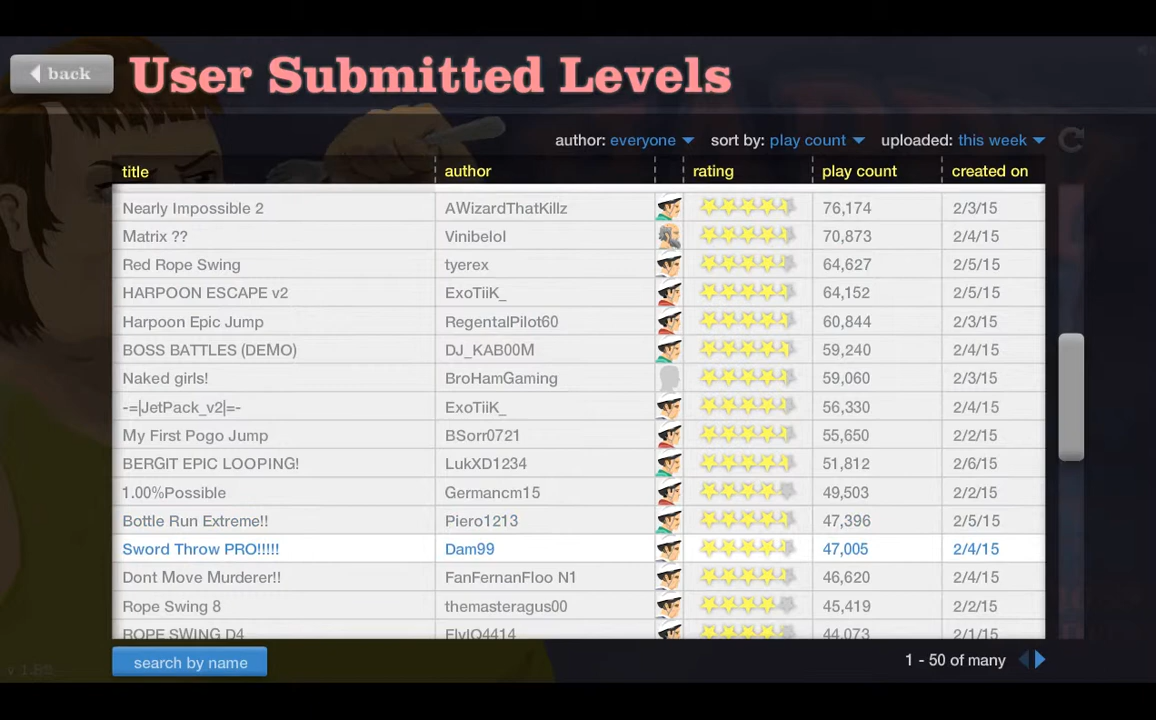 back
User Submitted Levels
author: everyone sort by: play count uploaded: this week
title author rating play count created on
Nearly Impossible 2 AWizardThatKillz 76,174 2/3/15
Matrix ?? Vinibelol 70,873 2/4/15
Red Rope Swing tyerex 64,627 2/5/15
HARPOON ESCAPE v2 ExoTiiK_ 64,152 2/5/15
Harpoon Epic Jump RegentalPilot60 60,844 2/3/15
BOSS BATTLES (DEMO) DJ_KAB00M 59,240 2/4/15
Naked girls! BroHamGaming 59,060 2/3/15
-=|JetPack_v2|=- ExoTiiK_ 56,330 2/4/15
My First Pogo Jump BSorr0721 55,650 2/2/15
BERGIT EPIC LOOPING! LukXD1234 51,812 2/6/15
1.00%Possible Germancm15 49,503 2/2/15
Bottle Run Extreme!! Piero1213 47,396 2/5/15
Sword Throw PRO!!!!! Dam99 47,005 2/4/15
Dont Move Murderer!! FanFernanFloo N1 46,620 2/4/15
Rope Swing 8 themasteragus00 45,419 2/2/15
ROPE SWING D4 44,073 2/1/15
search by name 1 - 50 of many